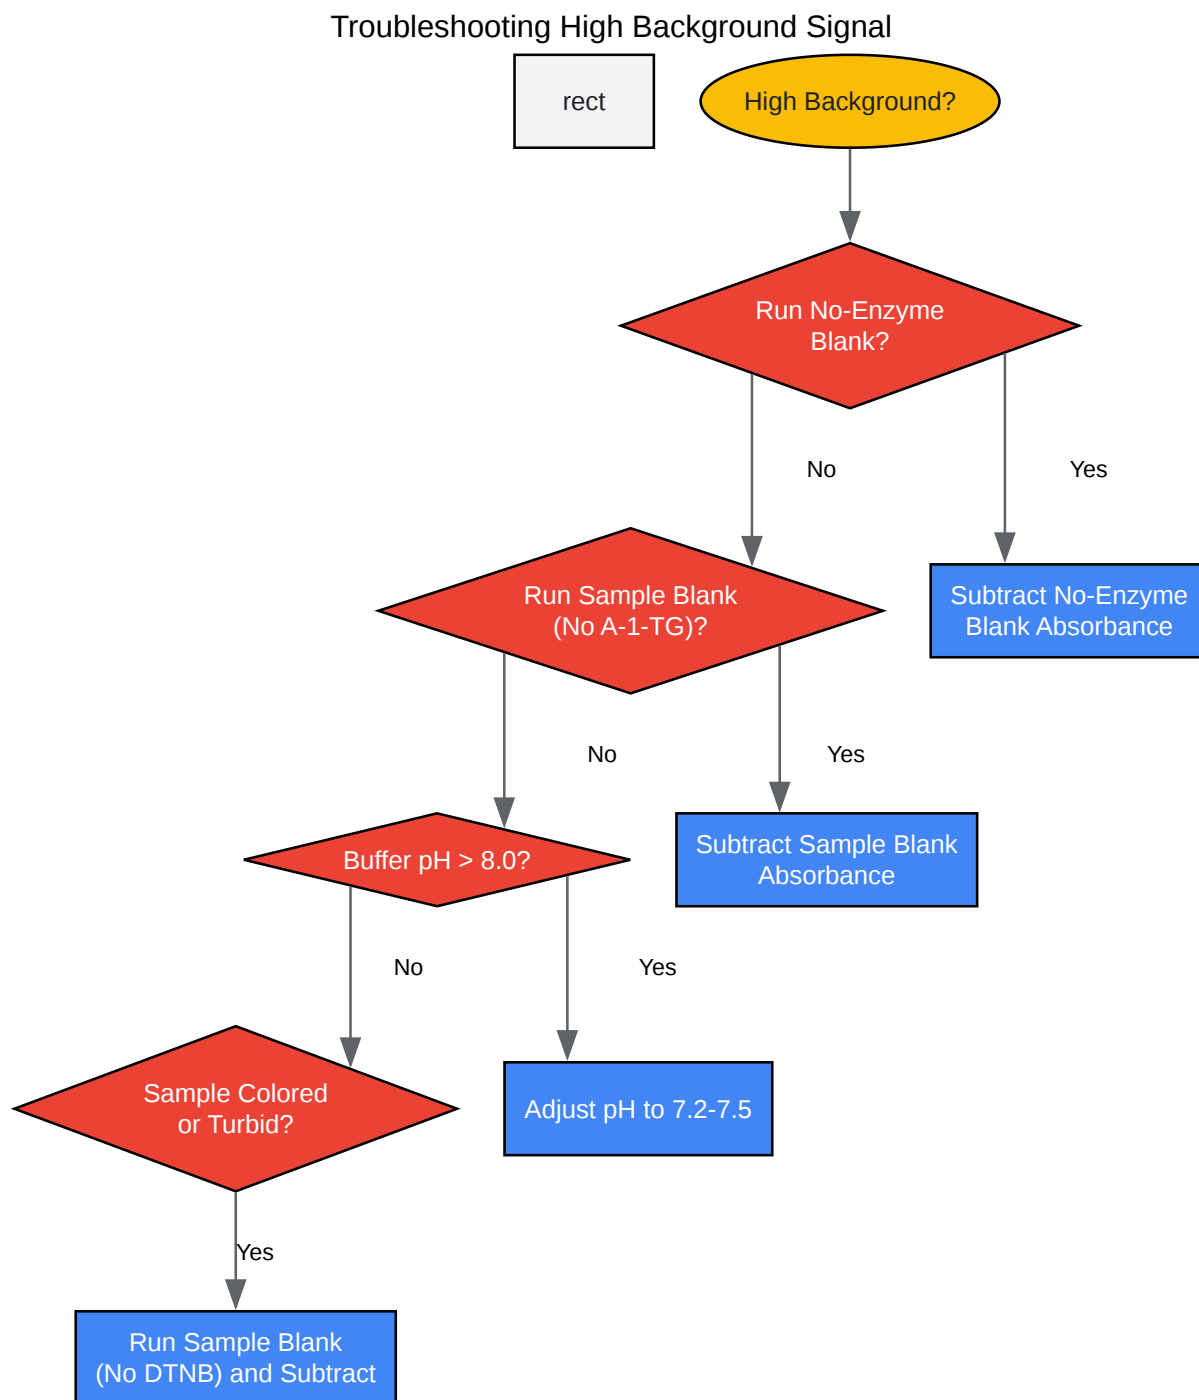 Troubleshooting High Background Signal
rect
High Background?
Run No-Enzyme
Blank?
No
Yes
Run Sample Blank
(No A-1-TG)?
Subtract No-Enzyme
Blank Absorbance
No
Yes
Buffer pH > 8.0?
Subtract Sample Blank
Absorbance
No
Yes
Sample Colored
or Turbid?
Adjust pH to 7.2-7.5
Yes
Run Sample Blank
(No DTNB) and Subtract